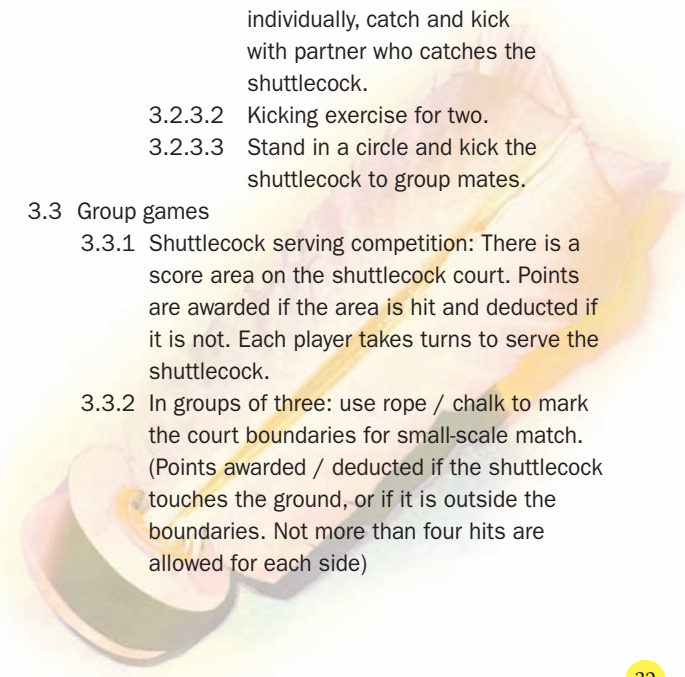 individually, catch and kick
with partner who catches the
shuttlecock.
3.2.3.2 Kicking exercise for two.
3.2.3.3 Stand in a circle and kick the
shuttlecock to group mates.
3.3 Group games
3.3.1 Shuttlecock serving competition: There is a
score area on the shuttlecock court. Points
are awarded if the area is hit and deducted if
it is not. Each player takes turns to serve the
shuttlecock.
3.3.2 In groups of three: use rope / chalk to mark
the court boundaries for small-scale match.
(Points awarded / deducted if the shuttlecock
touches the ground, or if it is outside the
boundaries. Not more than four hits are
allowed for each side)